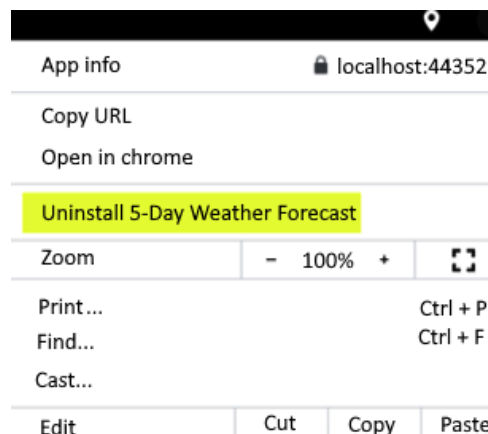 App info localhost:44352
Copy URL
Open in chrome
Uninstall 5-Day Weather Forecast
Zoom - 100% +
Print... Ctrl + P
Find... Ctrl + F
Cast...
Edit Cut Copy Paste